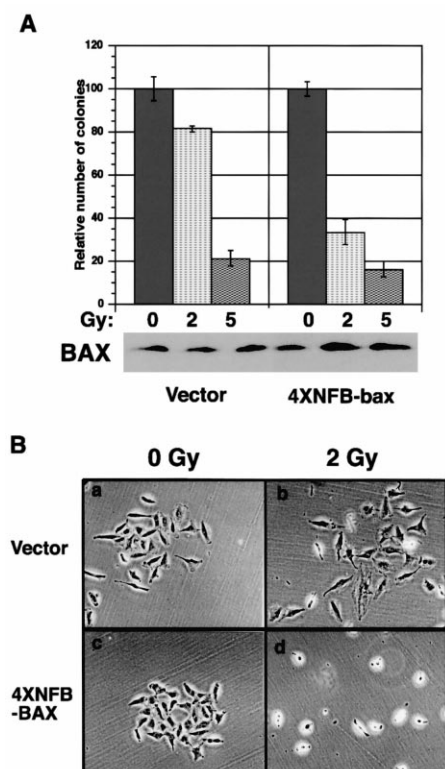 A
120
100
80
60
40
20
0
Relative number of colonies
Gy: 0 2 5 0 2 5
BAX
Vector 4XNFB-bax
B
0 Gy 2 Gy
Vector
a b
4XNFB
-BAX
c d